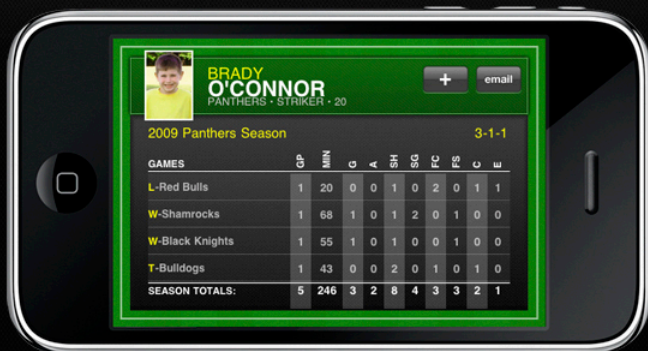 BRADY
O'CONNOR
PANTHERS • STRIKER • 20
+ email
2009 Panthers Season 3-1-1
GAMES GP MIN G A SH SG FC FS C E
L-Red Bulls 1 20 0 0 1 0 2 0 1 1
W-Shamrocks 1 68 1 0 1 2 0 1 0 0
W-Black Knights 1 55 1 0 1 0 0 1 0 0
T-Bulldogs 1 43 0 0 2 0 1 0 1 0
SEASON TOTALS: 5 246 3 2 8 4 3 3 2 1